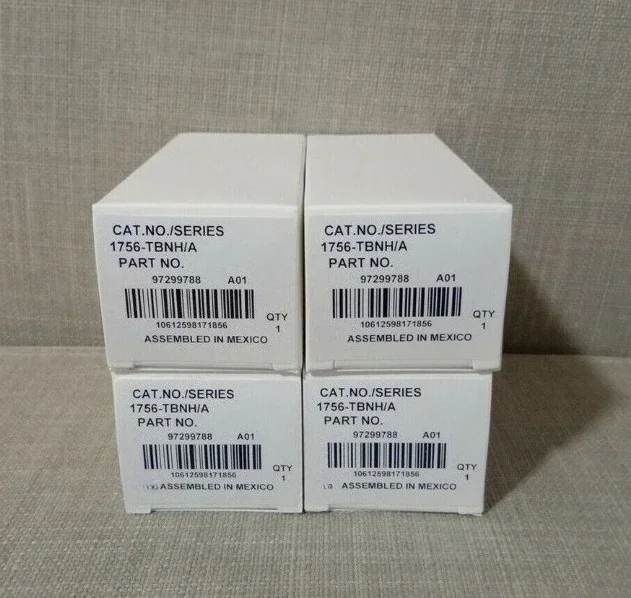 CAT.NO./SERIES
1756-TBNH/A
PART NO.
97299788 A01
10612598171856
QTY
1
ASSEMBLED IN MEXICO
CAT.NO./SERIES
1756-TBNH/A
PART NO.
97299788 A01
10612598171856
QTY
1
ASSEMBLED IN MEXICO
CAT.NO./SERIES
1756-TBNH/A
PART NO.
97299788 A01
10612598171856
QTY
1
ASSEMBLED IN MEXICO
CAT.NO./SERIES
1756-TBNH/A
PART NO.
97299788 A01
10612598171856
QTY
1
ASSEMBLED IN MEXICO